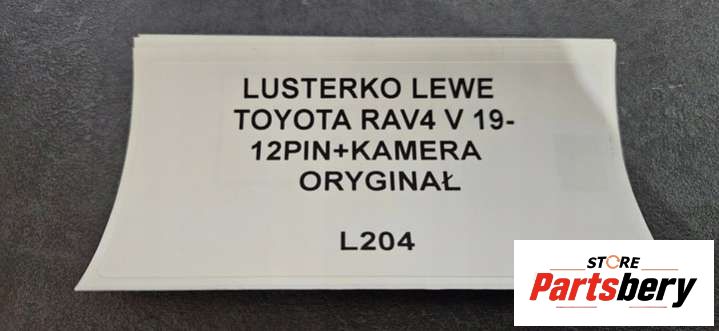 LUSTERKO LEWE
TOYOTA RAV4 V 19-
12PIN+KAMERA
ORYGINAŁ
L204
STORE
Partsbery